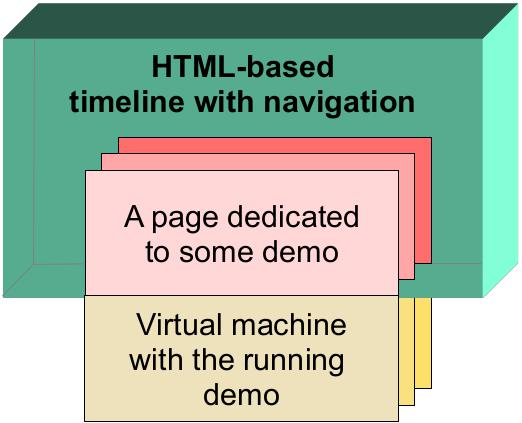 HTML-based
timeline with navigation
A page dedicated
to some demo
Virtual machine
with the running
demo